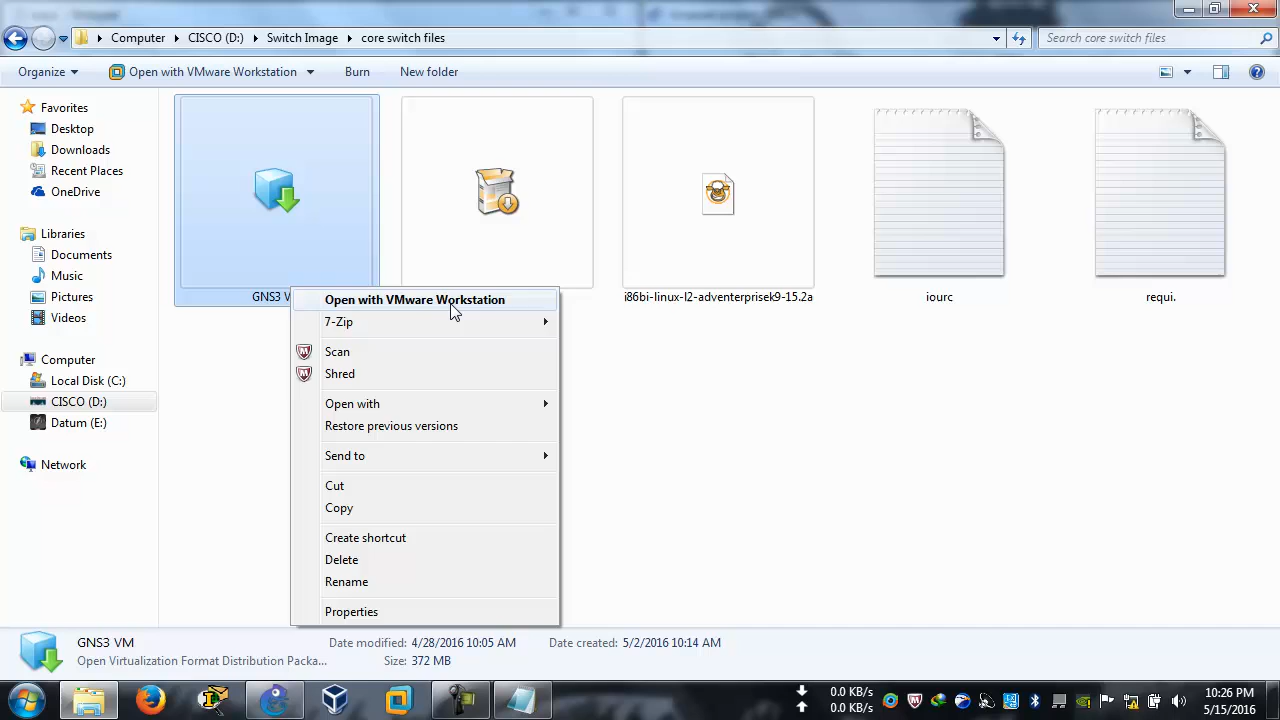 Computer CISCO (D:) Switch Image core switch files
Search core switch files
Organize Open with VMware Workstation Burn New folder
Favorites
Desktop
Downloads
Recent Places
OneDrive
Libraries
Documents
Music
Pictures
Videos
Computer
Local Disk (C:)
CISCO (D:)
Datum (E:)
Network
GNS3 V
i86bi-linux-l2-adventerprisek9-15.2a
iourc
requi.
Open with VMware Workstation
7-Zip
Scan
Shred
Open with
Restore previous versions
Send to
Cut
Copy
Create shortcut
Delete
Rename
Properties
GNS3 VM Date modified: 4/28/2016 10:05 AM Date created: 5/2/2016 10:14 AM
Open Virtualization Format Distribution Packa... Size: 372 MB
0.0 KB/s
0.0 KB/s
10:26 PM
5/15/2016